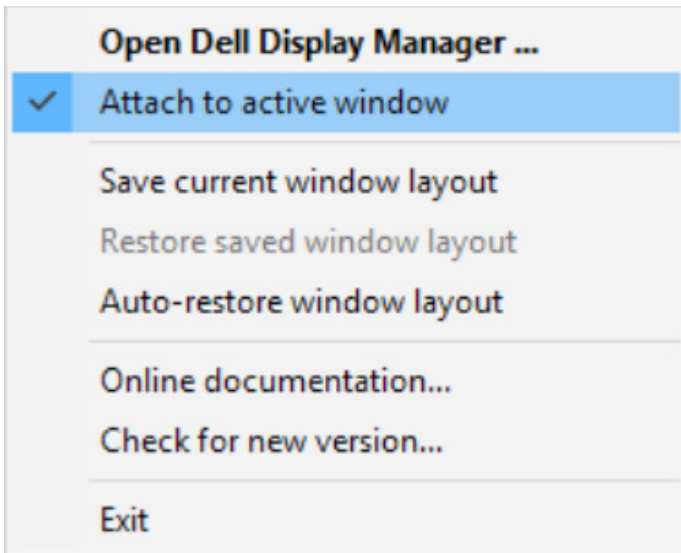 Open Dell Display Manager ...
Attach to active window
Save current window layout
Restore saved window layout
Auto-restore window layout
Online documentation...
Check for new version...
Exit